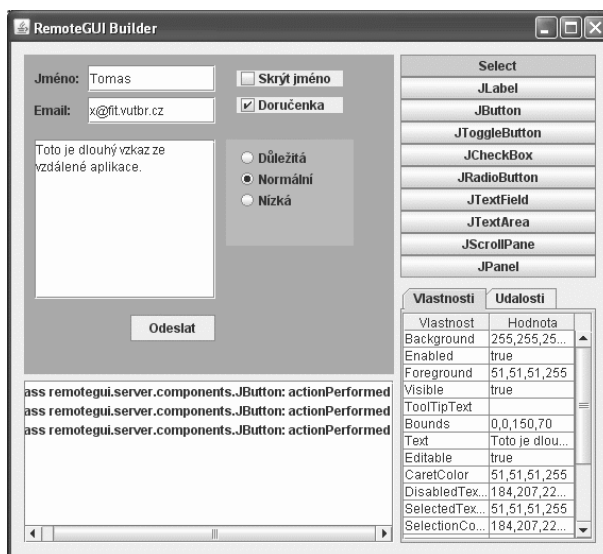 RemoteGUI Builder
Jméno: Tomas
Skrýt jméno
Email: x@fit.vutbr.cz
Doručenka
Toto je dlouhý vzkaz ze
vzdálené aplikace.
Důležitá
Normální
Nízká
Odeslat
ass remotegui.server.components.JButton: actionPerformed
ass remotegui.server.components.JButton: actionPerformed
ass remotegui.server.components.JButton: actionPerformed
Select
JLabel
JButton
JToggleButton
JCheckBox
JRadioButton
JTextField
JTextArea
JScrollPane
JPanel
Vlastnosti Udalosti
Vlastnost Hodnota
Background 255,255,25...
Enabled true
Foreground 51,51,51,255
Visible true
ToolTipText
Bounds 0,0,150,70
Text Toto je dlou...
Editable true
CaretColor 51,51,51,255
DisabledTex... 184,207,22...
SelectedTex... 51,51,51,255
SelectionCo... 184,207,22...